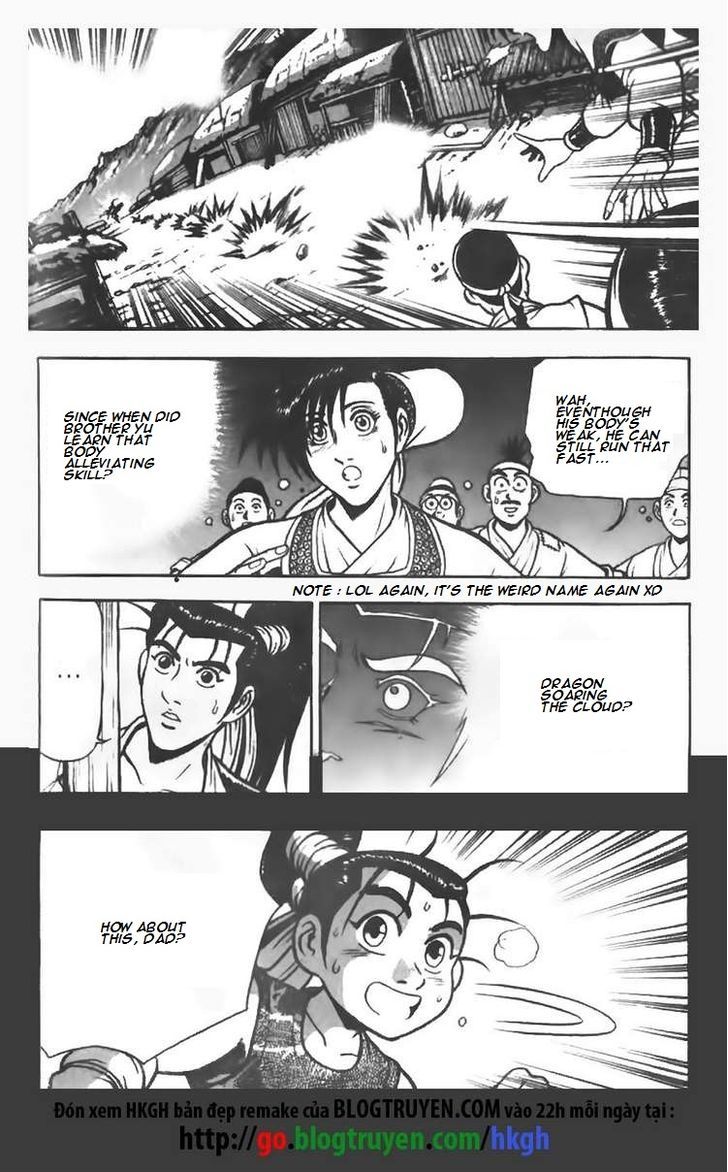 SINCE WHEN DID
BROTHER YU
LEARN THAT
BODY
ALLEVIATING
SKILL?
WAH,
EVENTHOUGH
HIS BODY'S
WEAK, HE CAN
STILL RUN THAT
FAST...
NOTE : LOL AGAIN, IT'S THE WEIRD NAME AGAIN XD
...
DRAGON
SOARING
THE CLOUD?
HOW ABOUT
THIS, DAD?
Đón xem HKGH bản đẹp remake của BLOGTRUYEN.COM vào 22h mỗi ngày tại :
http://go.blogtruyen.com/hkgh